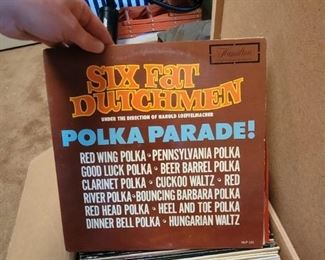 Hamilton
SIX FAT
DUTCHMEN
UNDER THE DIRECTION OF HAROLD LOEFFELMACHER
POLKA PARADE!
RED WING POLKA • PENNSYLVANIA POLKA
GOOD LUCK POLKA • BEER BARREL POLKA
CLARINET POLKA • CUCKOO WALTZ • RED
RIVER POLKA • BOUNCING BARBARA POLKA
RED HEAD POLKA • HEEL AND TOE POLKA
DINNER BELL POLKA • HUNGARIAN WALTZ